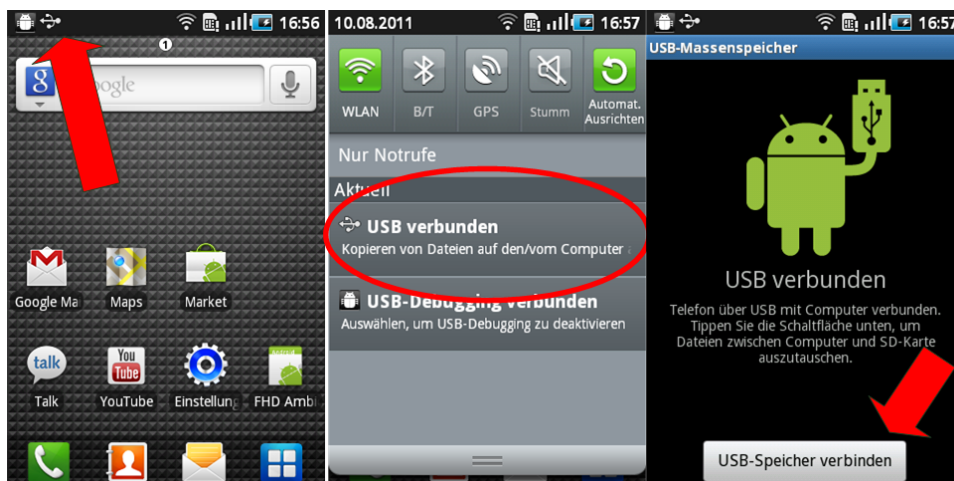 16:56
1
Google
Google Ma
Maps
Market
talk
You
Tube
Talk
YouTube
Einstellung
FHD Ambi
10.08.2011
16:57
WLAN
B/T
GPS
Stumm
Automat.
Ausrichten
Nur Notrufe
Aktuell
USB verbunden
Kopieren von Dateien auf den/vom Computer
USB-Debugging verbunden
Auswählen, um USB-Debugging zu deaktivieren
16:57
USB-Massenspeicher
USB verbunden
Telefon über USB mit Computer verbunden.
Tippen Sie die Schaltfläche unten, um
Dateien zwischen Computer und SD-Karte
auszutauschen.
USB-Speicher verbinden